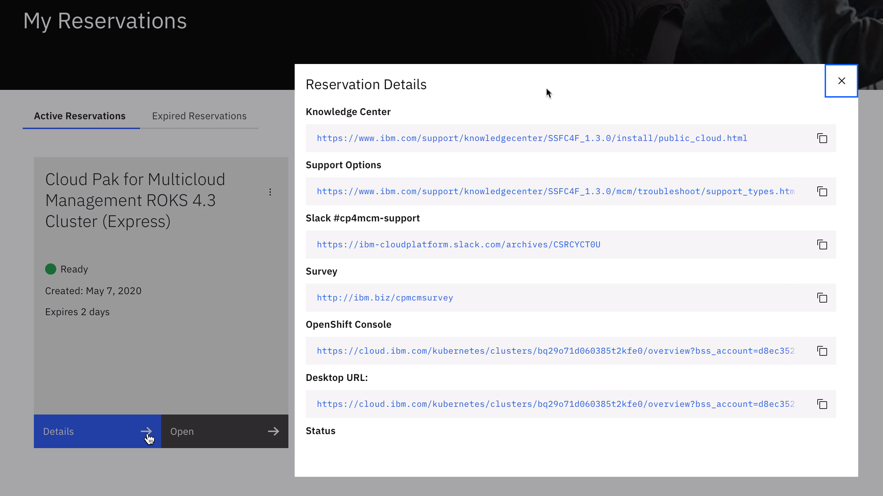 My Reservations
Active Reservations
Expired Reservations
Cloud Pak for Multicloud
Management ROKS 4.3
Cluster (Express)
Ready
Created: May 7, 2020
Expires 2 days
Details
Open
Reservation Details
Knowledge Center
https://www.ibm.com/support/knowledgecenter/SSFC4F_1.3.0/install/public_cloud.html
Support Options
https://www.ibm.com/support/knowledgecenter/SSFC4F_1.3.0/mcm/troubleshoot/support_types.htm
Slack #cp4mcm-support
https://ibm-cloudplatform.slack.com/archives/CSRCYCT0U
Survey
http://ibm.biz/cpmcmsurvey
OpenShift Console
https://cloud.ibm.com/kubernetes/clusters/bq29o71d060385t2kfe0/overview?bss_account=d8ec352
Desktop URL:
https://cloud.ibm.com/kubernetes/clusters/bq29o71d060385t2kfe0/overview?bss_account=d8ec352
Status